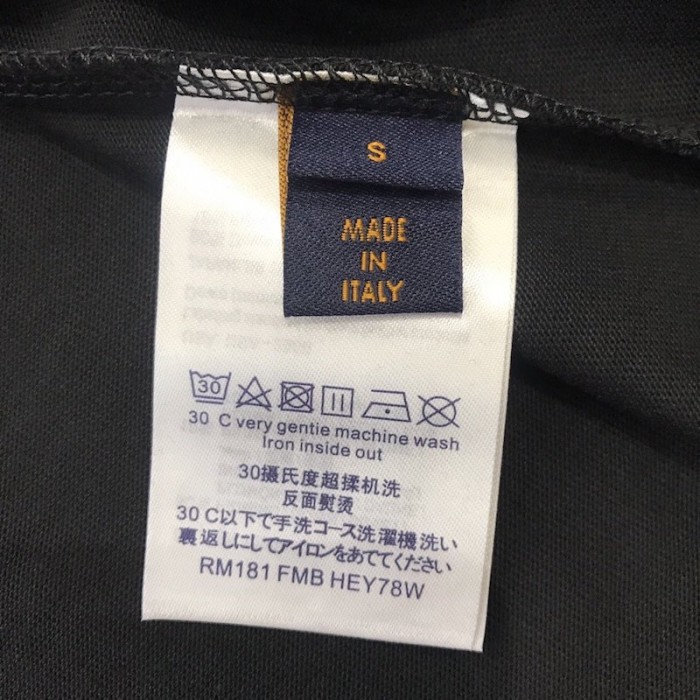 S
MADE
IN
ITALY
30
30 C very gentie machine wash
Iron inside out
30摄氏度超揉机洗
反面熨烫
30 C以下で手洗コース洗濯機洗い
裏返しにしてアイロンをあててください
RM181 FMB HEY78W